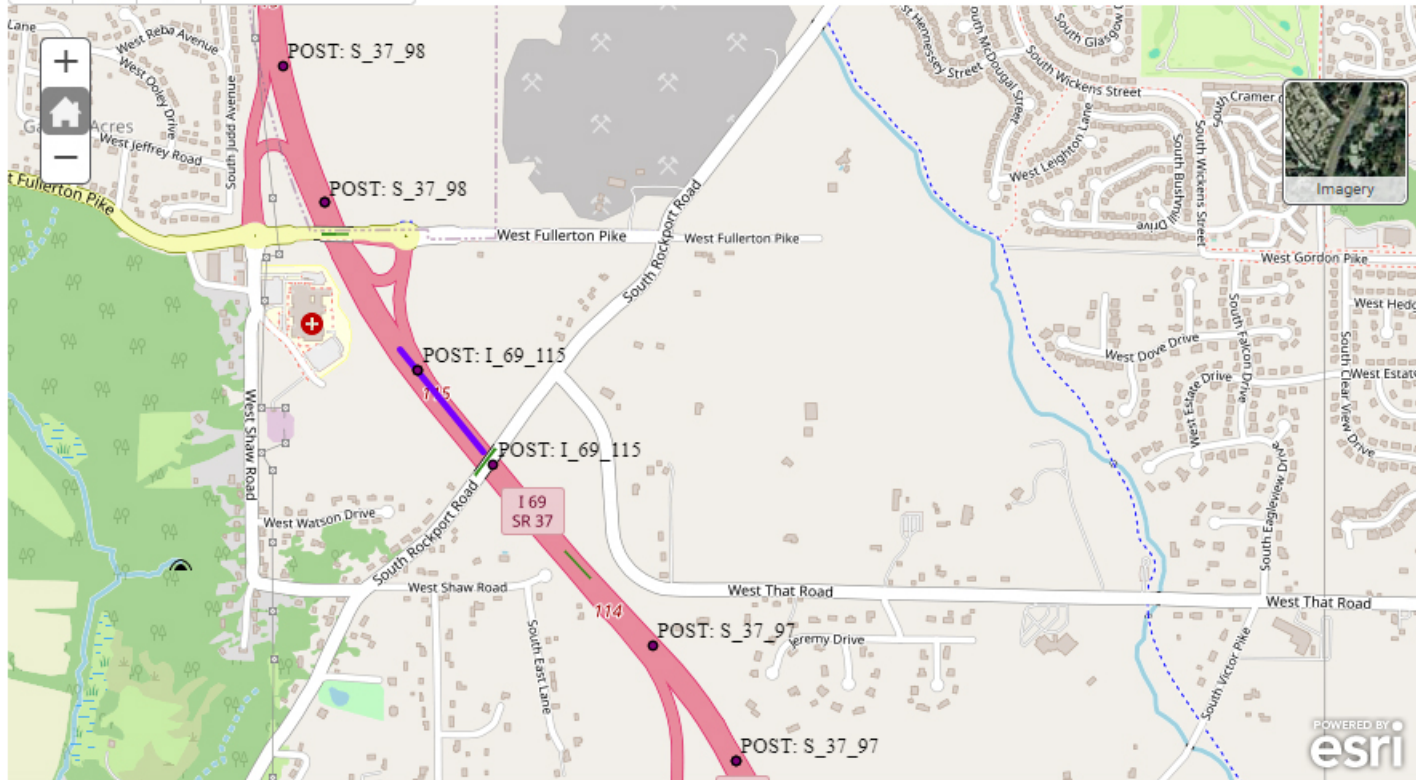 Lane
West Reba Avenue
West Ooley Drive
South Judd Avenue
West Jeffrey Road
Acres
t Fullerton Pike
POST: S_37_98
POST: S_37_98
West Fullerton Pike
West Fullerton Pike
South Rockport Road
st Hennessey Street
outh McDougal Street
South Glasgow
South Wickens Street
West Leighton Lane
South Bushmill
Drive
South Wickens Street
South Cramer
Imagery
West Gordon Pike
West Hedg
South Falcon Drive
West Dove Drive
West Estate Drive
West Estate
South Clear View Drive
South Eagleview Drive
POST: I_69_115
115
POST: I_69_115
West Shaw Road
I 69
SR 37
West Watson Drive
South Rockport Road
West Shaw Road
South East Lane
114
West That Road
West That Road
POST: S_37_97
Jeremy Drive
South Victor Pike
POST: S_37_97
POWERED BY
esri